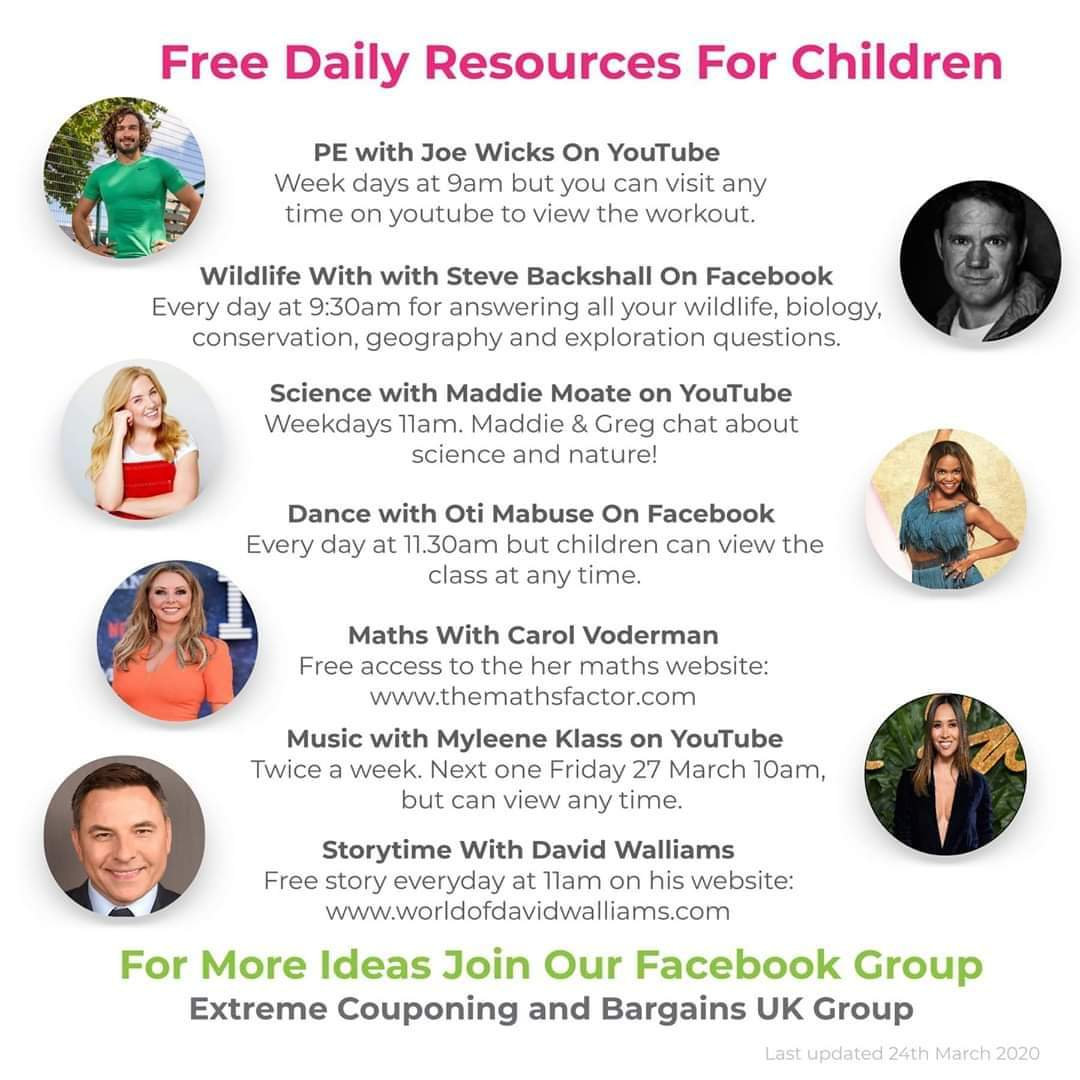 Free Daily Resources For Children
PE with Joe Wicks On YouTube
Week days at 9am but you can visit any
time on youtube to view the workout.
Wildlife With with Steve Backshall On Facebook
Every day at 9:30am for answering all your wildlife, biology,
conservation, geography and exploration questions.
Science with Maddie Moate on YouTube
Weekdays 11am. Maddie & Greg chat about
science and nature!
Dance with Oti Mabuse On Facebook
Every day at 11.30am but children can view the
class at any time.
Maths With Carol Voderman
Free access to the her maths website:
www.themathsfactor.com
Music with Myleene Klass on YouTube
Twice a week. Next one Friday 27 March 10am,
but can view any time.
Storytime With David Walliams
Free story everyday at 11am on his website:
www.worldofdavidwalliams.com
For More Ideas Join Our Facebook Group
Extreme Couponing and Bargains UK Group
Last updated 24th March 2020